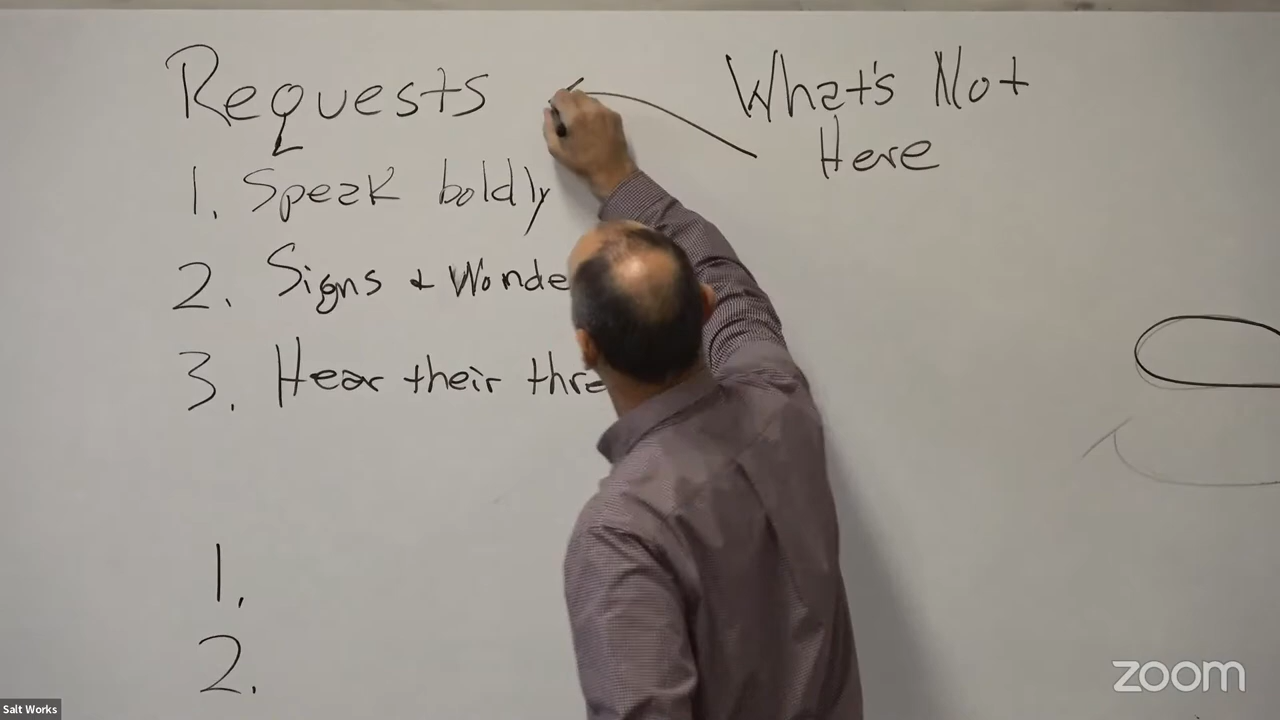 Requests
1. Speak boldly
2. Signs + Wonde
3. Hear their thre
1.
2.
What's Not
Here
zoom
Salt Works